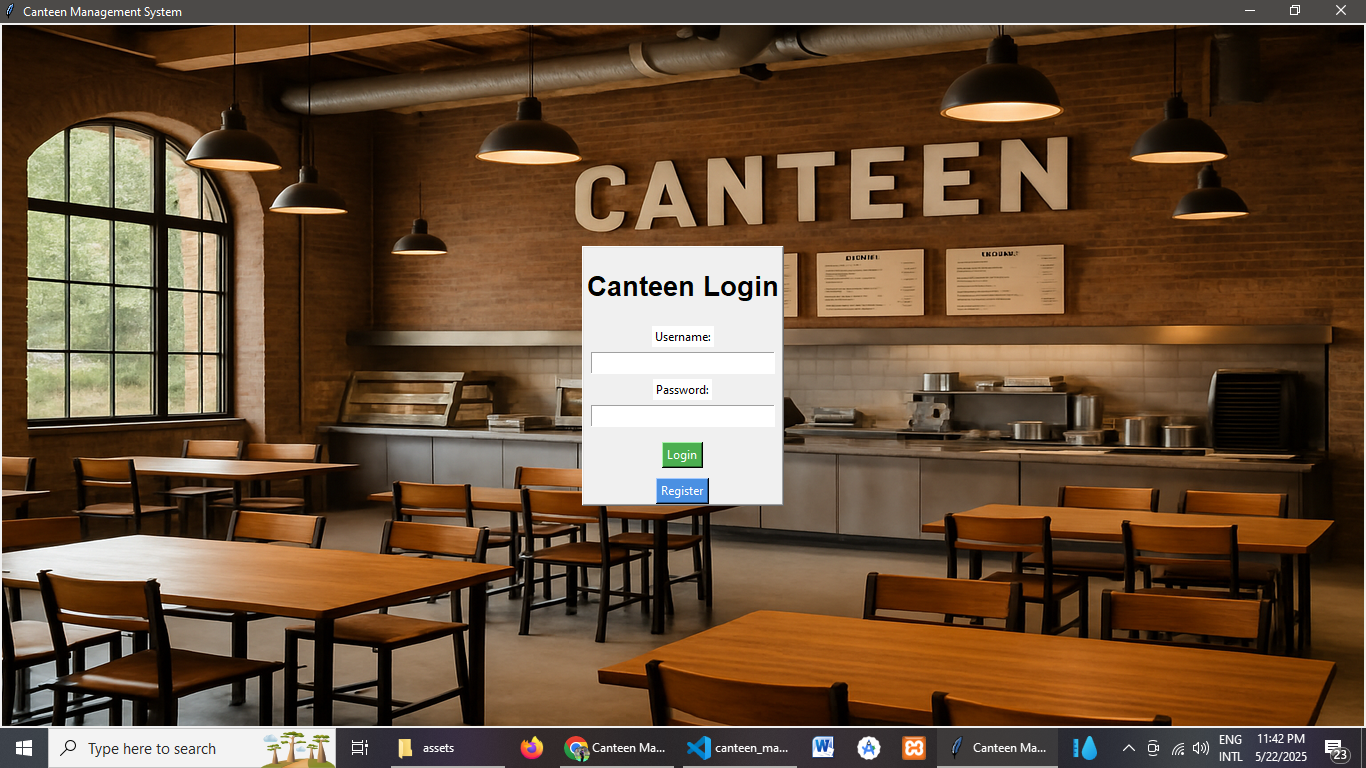 Canteen Management System
CANTEEN
Canteen Login
Username:
Password:
Login
Register
Type here to search
assets
Canteen Ma...
canteen_ma...
Canteen Ma...
ENG
INTL
11:42 PM
5/22/2025
23